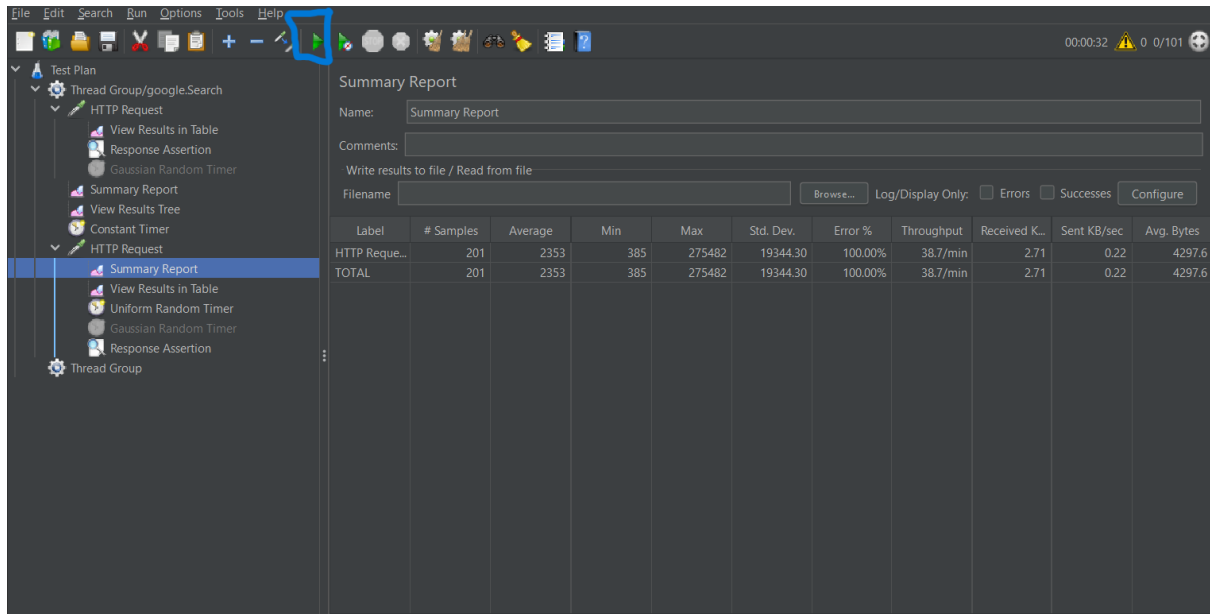 File Edit Search Run Options Tools Help
00:00:32 0 0/101
Test Plan
Thread Group/google.Search
HTTP Request
View Results in Table
Response Assertion
Gaussian Random Timer
Summary Report
View Results Tree
Constant Timer
HTTP Request
Summary Report
View Results in Table
Uniform Random Timer
Gaussian Random Timer
Response Assertion
Thread Group
Summary Report
Name: Summary Report
Comments:
Write results to file / Read from file
Filename Browse... Log/Display Only: Errors Successes Configure
Label # Samples Average Min Max Std. Dev. Error % Throughput Received K... Sent KB/sec Avg. Bytes
HTTP Reque... 201 2353 385 275482 19344.30 100.00% 38.7/min 2.71 0.22 4297.6
TOTAL 201 2353 385 275482 19344.30 100.00% 38.7/min 2.71 0.22 4297.6